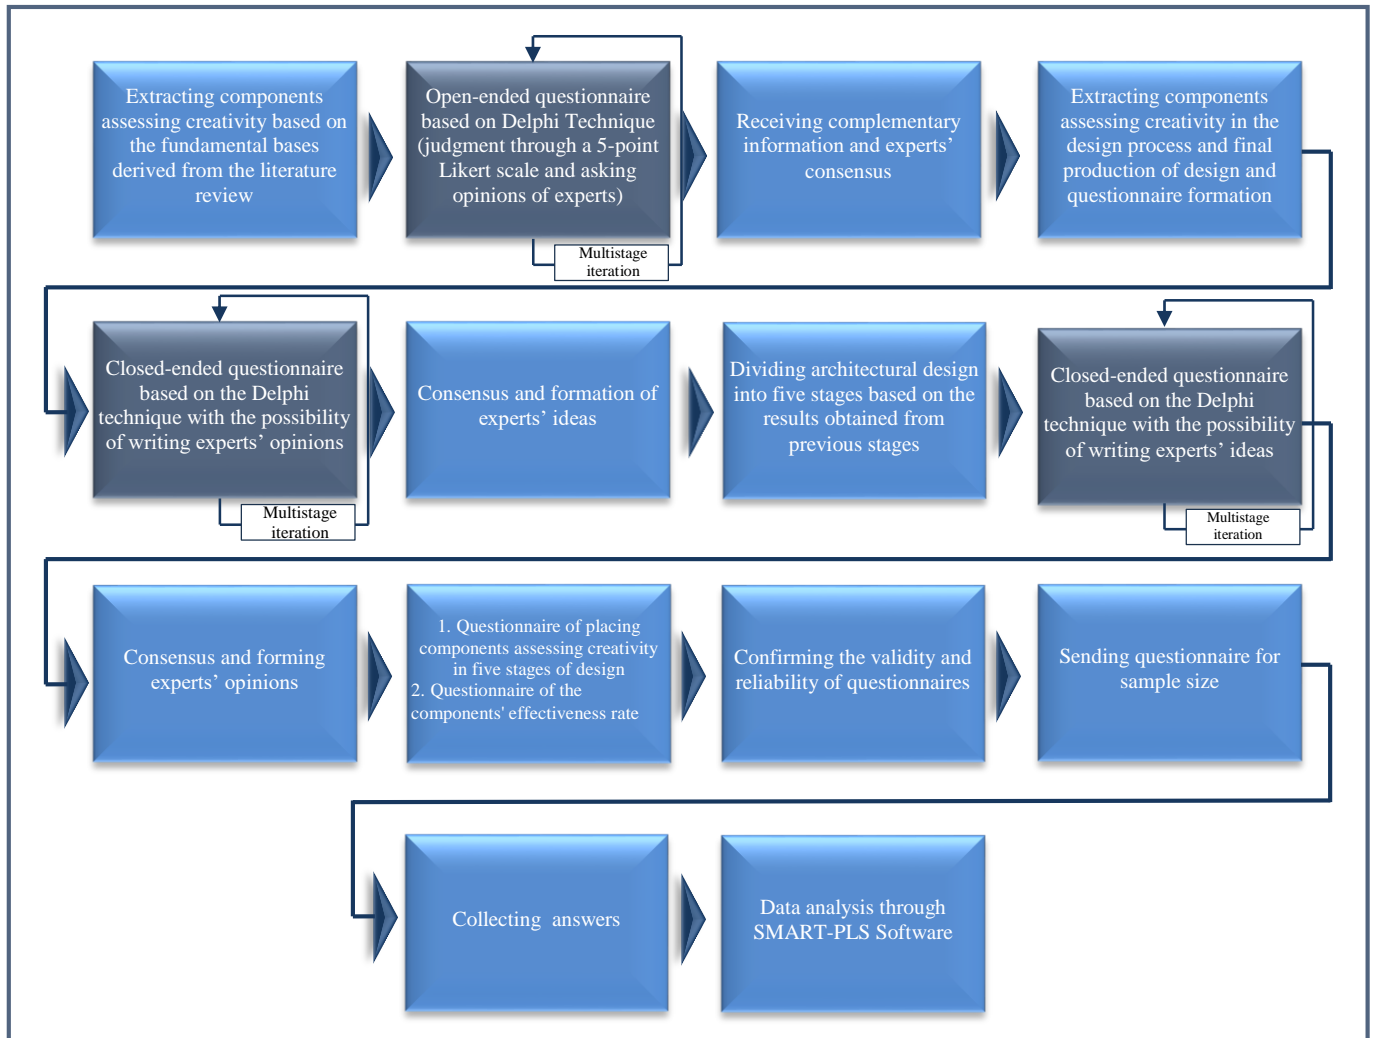 Extracting components
assessing creativity based on
the fundamental bases
derived from the literature
review
Open-ended questionnaire
based on Delphi Technique
(judgment through a 5-point
Likert scale and asking
opinions of experts)
Multistage
iteration
Receiving complementary
information and experts’
consensus
Extracting components
assessing creativity in the
design process and final
production of design and
questionnaire formation
Closed-ended questionnaire
based on the Delphi
technique with the possibility
of writing experts’ opinions
Multistage
iteration
Consensus and formation of
experts’ ideas
Dividing architectural design
into five stages based on the
results obtained from
previous stages
Closed-ended questionnaire
based on the Delphi
technique with the possibility
of writing experts’ ideas
Multistage
iteration
Consensus and forming
experts’ opinions
1. Questionnaire of placing
components assessing creativity
in five stages of design
2. Questionnaire of the
components' effectiveness rate
Confirming the validity and
reliability of questionnaires
Sending questionnaire for
sample size
Collecting answers
Data analysis through
SMART-PLS Software